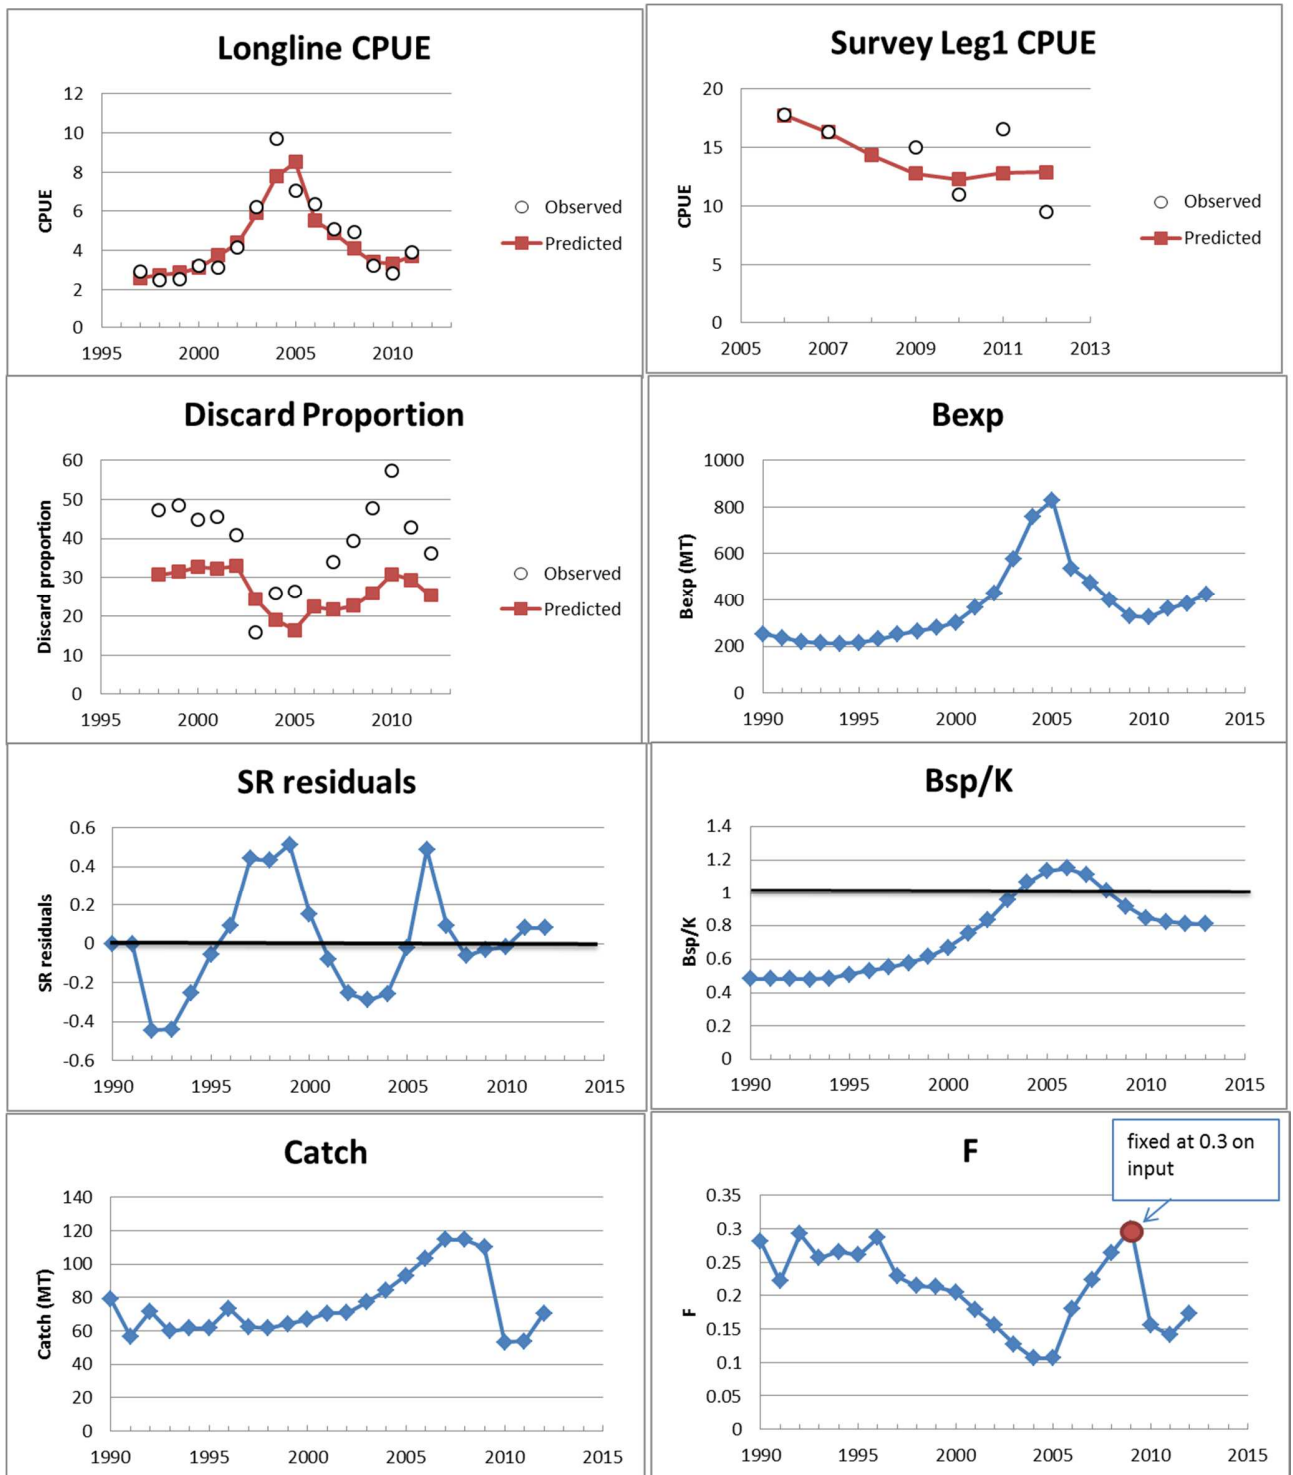 Longline CPUE
12
10
8
6
4
2
0
CPUE
1995 2000 2005 2010
Observed
Predicted
Survey Leg1 CPUE
20
15
10
5
0
CPUE
2005 2007 2009 2011 2013
Observed
Predicted
Discard Proportion
60
50
40
30
20
10
0
Discard proportion
1995 2000 2005 2010
Observed
Predicted
Bexp
1000
800
600
400
200
0
Bexp (MT)
1990 1995 2000 2005 2010 2015
SR residuals
0.6
0.4
0.2
0
-0.2
-0.4
-0.6
SR residuals
1990 1995 2000 2005 2010 2015
Bsp/K
1.4
1.2
1
0.8
0.6
0.4
0.2
0
Bsp/K
1990 1995 2000 2005 2010 2015
Catch
140
120
100
80
60
40
20
0
Catch (MT)
1990 1995 2000 2005 2010 2015
F
fixed at 0.3 on
input
0.35
0.3
0.25
0.2
0.15
0.1
0.05
0
F
1990 1995 2000 2005 2010 2015